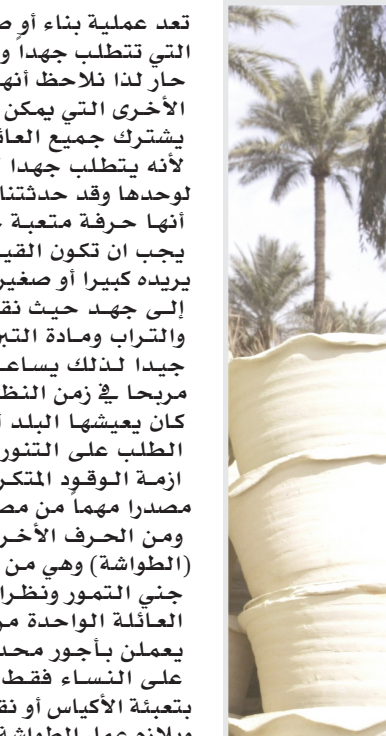 تعد عملية بناء أو ص
التي تتطلب جهداً و
حار لذا نلاحظ أنه
الأخرى التي يمكن
يشترك جميع العائ
لأنه يتطلب جهدا
لوحدها وقد حدثتنا
أنها حرفة متعبة
يجب ان تكون القي
يريده كبيرا أو صغير
إلى جهد حيث نق
والتراب ومادة التبر
جيدا لذلك يساعـ
مربحا في زمن النظ
كان يعيشها البلد أ
الطلب على التنور
ازمة الوقود المتكر
مصدرا مهماً من مص
ومن الحرف الأخر
(الطواشة) وهي من
جني التمور ونظرا
العائلة الواحدة مر
يعملن بأجور محد
على النساء فقط
بتعبئة الأكياس أو نق